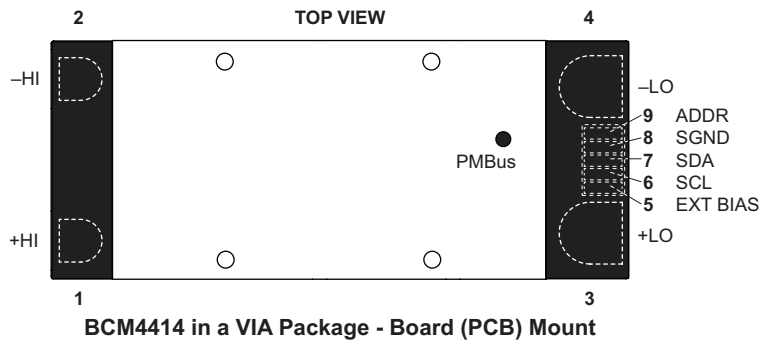 2 TOP VIEW 4
–HI
–LO
9 ADDR
8 SGND
7 SDA
PMBus
6 SCL
5 EXT BIAS
+HI
+LO
1 3
BCM4414 in a VIA Package - Board (PCB) Mount